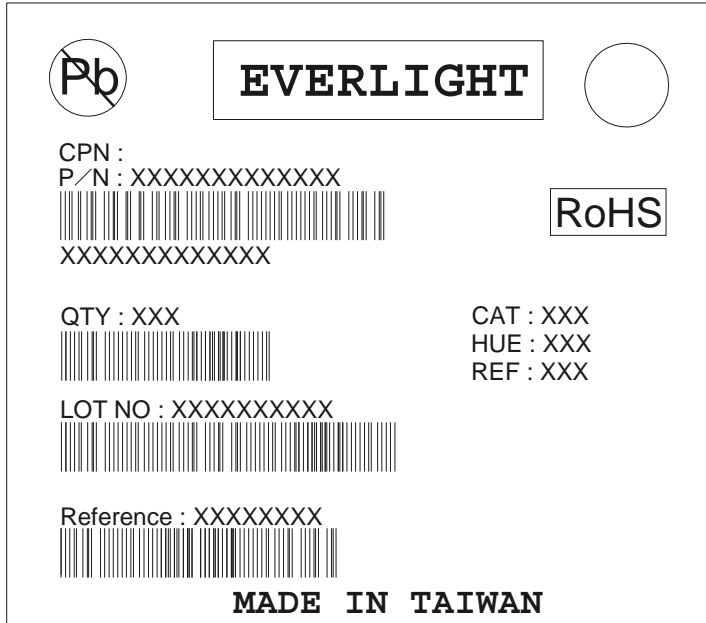 Pb
EVERLIGHT
CPN :
P/N : XXXXXXXXXXXXX
RoHS
XXXXXXXXXXXXX
QTY : XXX
CAT : XXX
HUE : XXX
REF : XXX
LOT NO : XXXXXXXXXX
Reference : XXXXXXXX
MADE IN TAIWAN